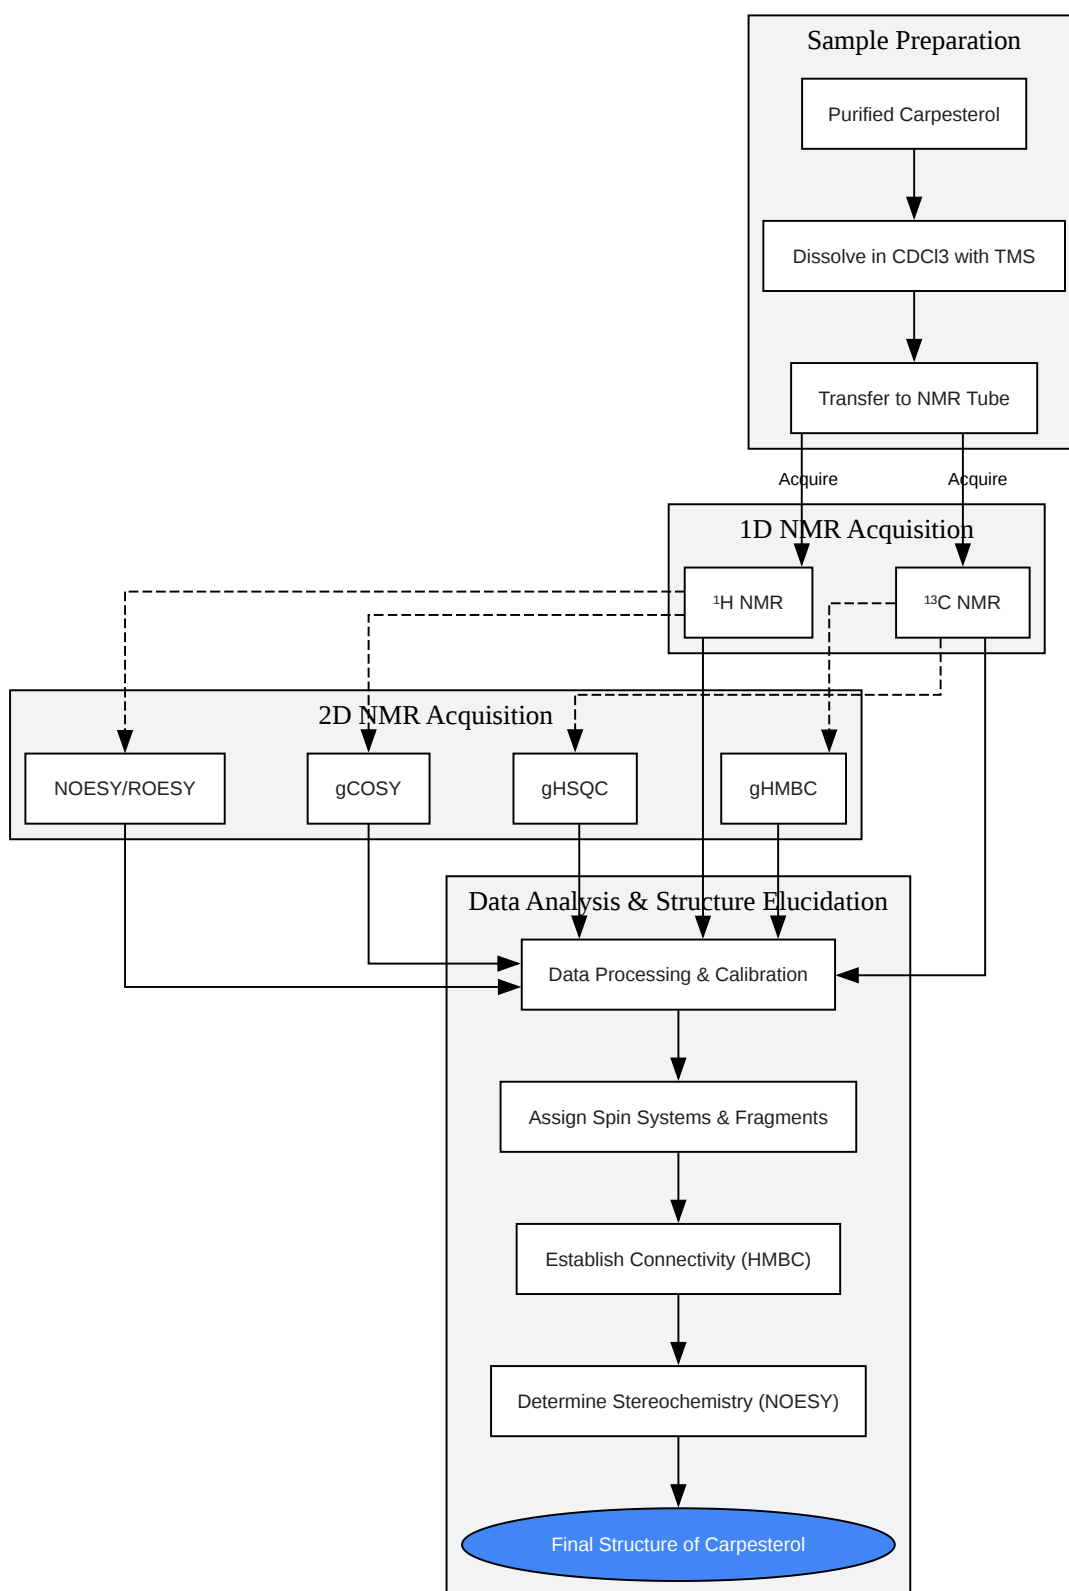 Sample Preparation
Purified Carpesterol
Dissolve in CDCl3 with TMS
Transfer to NMR Tube
Acquire
Acquire
1D NMR Acquisition
¹H NMR
¹³C NMR
2D NMR Acquisition
NOESY/ROESY
gCOSY
gHSQC
gHMBC
Data Analysis & Structure Elucidation
Data Processing & Calibration
Assign Spin Systems & Fragments
Establish Connectivity (HMBC)
Determine Stereochemistry (NOESY)
Final Structure of Carpesterol